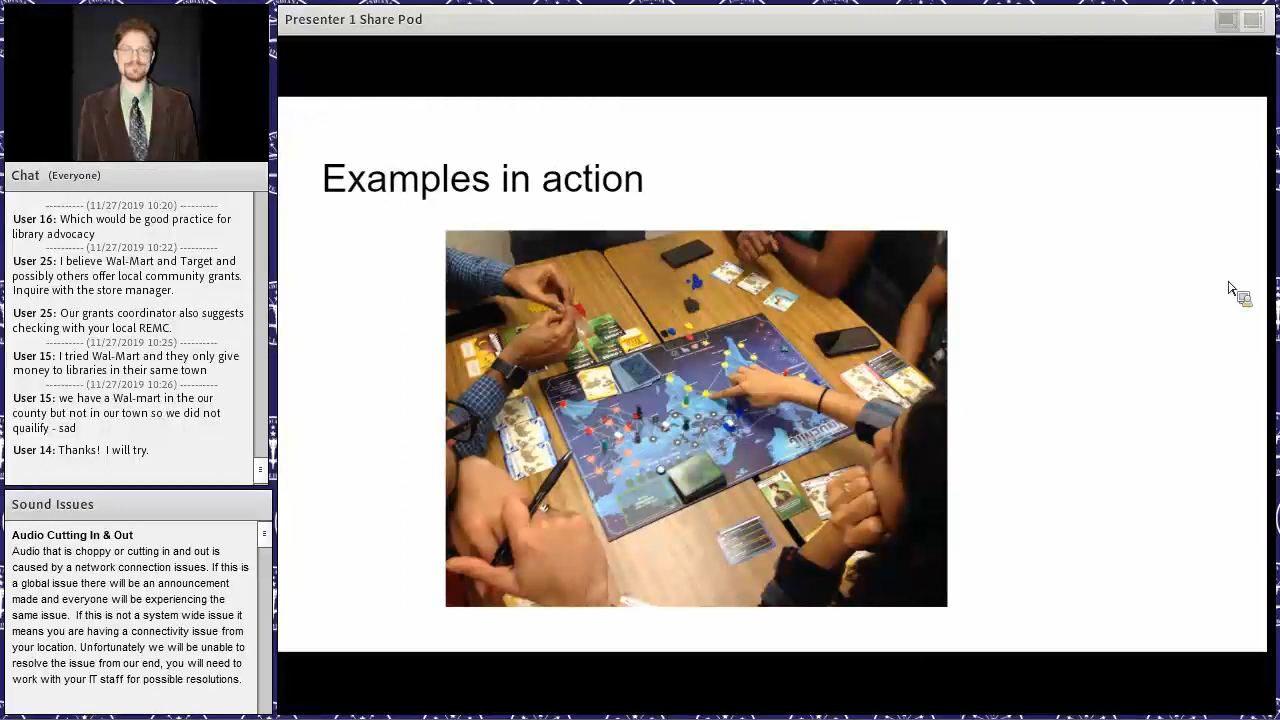 Presenter 1 Share Pod
Chat (Everyone)
---------- (11/27/2019 10:20) ----------
User 16: Which would be good practice for
library advocacy
---------- (11/27/2019 10:22) ----------
User 25: I believe Wal-Mart and Target and
possibly others offer local community grants.
Inquire with the store manager.
User 25: Our grants coordinator also suggests
checking with your local REMC.
---------- (11/27/2019 10:25) ----------
User 15: I tried Wal-Mart and they only give
money to libraries in their same town
---------- (11/27/2019 10:26) ----------
User 15: we have a Wal-mart in the our
county but not in our town so we did not
quailify - sad
User 14: Thanks! I will try.
Sound Issues
Audio Cutting In & Out
Audio that is choppy or cutting in and out is
caused by a network connection issues. If this is
a global issue there will be an announcement
made and everyone will be experiencing the
same issue. If this is not a system wide issue it
means you are having a connectivity issue from
your location. Unfortunately we will be unable to
resolve the issue from our end, you will need to
work with your IT staff for possible resolutions.
Examples in action